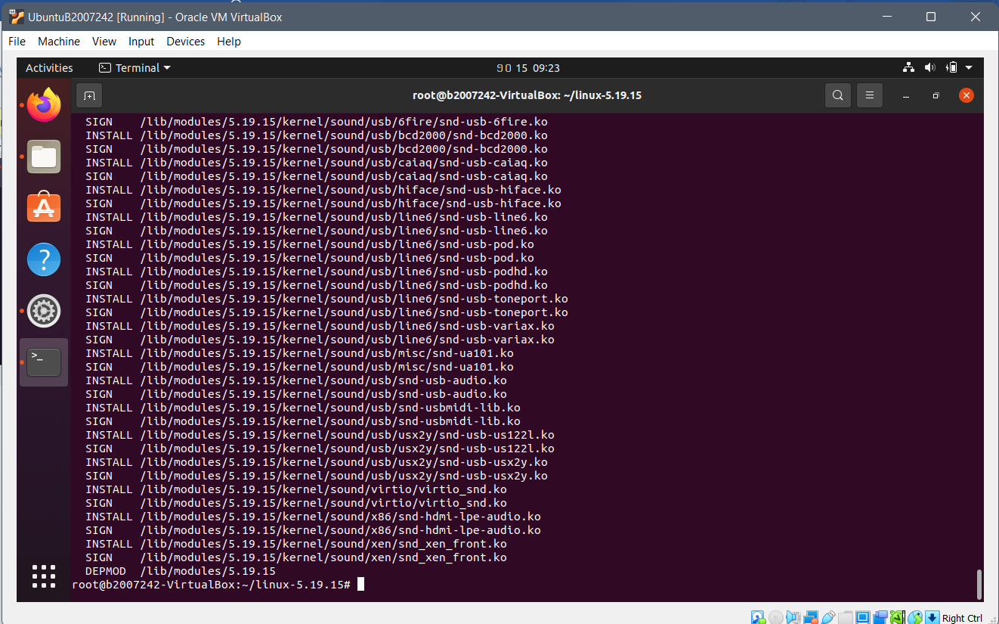 UbuntuB2007242 [Running] - Oracle VM VirtualBox
File Machine View Input Devices Help
Activities Terminal 15 09:23
root@b2007242-VirtualBox: ~/linux-5.19.15
SIGN /lib/modules/5.19.15/kernel/sound/usb/6fire/snd-usb-6fire.ko
INSTALL /lib/modules/5.19.15/kernel/sound/usb/bcd2000/snd-bcd2000.ko
SIGN /lib/modules/5.19.15/kernel/sound/usb/bcd2000/snd-bcd2000.ko
INSTALL /lib/modules/5.19.15/kernel/sound/usb/caiaq/snd-usb-caiaq.ko
SIGN /lib/modules/5.19.15/kernel/sound/usb/caiaq/snd-usb-caiaq.ko
INSTALL /lib/modules/5.19.15/kernel/sound/usb/hiface/snd-usb-hiface.ko
SIGN /lib/modules/5.19.15/kernel/sound/usb/hiface/snd-usb-hiface.ko
INSTALL /lib/modules/5.19.15/kernel/sound/usb/line6/snd-usb-line6.ko
SIGN /lib/modules/5.19.15/kernel/sound/usb/line6/snd-usb-line6.ko
INSTALL /lib/modules/5.19.15/kernel/sound/usb/line6/snd-usb-pod.ko
SIGN /lib/modules/5.19.15/kernel/sound/usb/line6/snd-usb-pod.ko
INSTALL /lib/modules/5.19.15/kernel/sound/usb/line6/snd-usb-podhd.ko
SIGN /lib/modules/5.19.15/kernel/sound/usb/line6/snd-usb-podhd.ko
INSTALL /lib/modules/5.19.15/kernel/sound/usb/line6/snd-usb-toneport.ko
SIGN /lib/modules/5.19.15/kernel/sound/usb/line6/snd-usb-toneport.ko
INSTALL /lib/modules/5.19.15/kernel/sound/usb/line6/snd-usb-variax.ko
SIGN /lib/modules/5.19.15/kernel/sound/usb/line6/snd-usb-variax.ko
INSTALL /lib/modules/5.19.15/kernel/sound/usb/misc/snd-ua101.ko
SIGN /lib/modules/5.19.15/kernel/sound/usb/misc/snd-ua101.ko
INSTALL /lib/modules/5.19.15/kernel/sound/usb/snd-usb-audio.ko
SIGN /lib/modules/5.19.15/kernel/sound/usb/snd-usb-audio.ko
INSTALL /lib/modules/5.19.15/kernel/sound/usb/snd-usbmidi-lib.ko
SIGN /lib/modules/5.19.15/kernel/sound/usb/snd-usbmidi-lib.ko
INSTALL /lib/modules/5.19.15/kernel/sound/usb/usx2y/snd-usb-us122l.ko
SIGN /lib/modules/5.19.15/kernel/sound/usb/usx2y/snd-usb-us122l.ko
INSTALL /lib/modules/5.19.15/kernel/sound/usb/usx2y/snd-usb-usx2y.ko
SIGN /lib/modules/5.19.15/kernel/sound/usb/usx2y/snd-usb-usx2y.ko
INSTALL /lib/modules/5.19.15/kernel/sound/virtio/virtio_snd.ko
SIGN /lib/modules/5.19.15/kernel/sound/virtio/virtio_snd.ko
INSTALL /lib/modules/5.19.15/kernel/sound/x86/snd-hdmi-lpe-audio.ko
SIGN /lib/modules/5.19.15/kernel/sound/x86/snd-hdmi-lpe-audio.ko
INSTALL /lib/modules/5.19.15/kernel/sound/xen/snd_xen_front.ko
SIGN /lib/modules/5.19.15/kernel/sound/xen/snd_xen_front.ko
DEPMOD /lib/modules/5.19.15
root@b2007242-VirtualBox:~/linux-5.19.15#
Right Ctrl